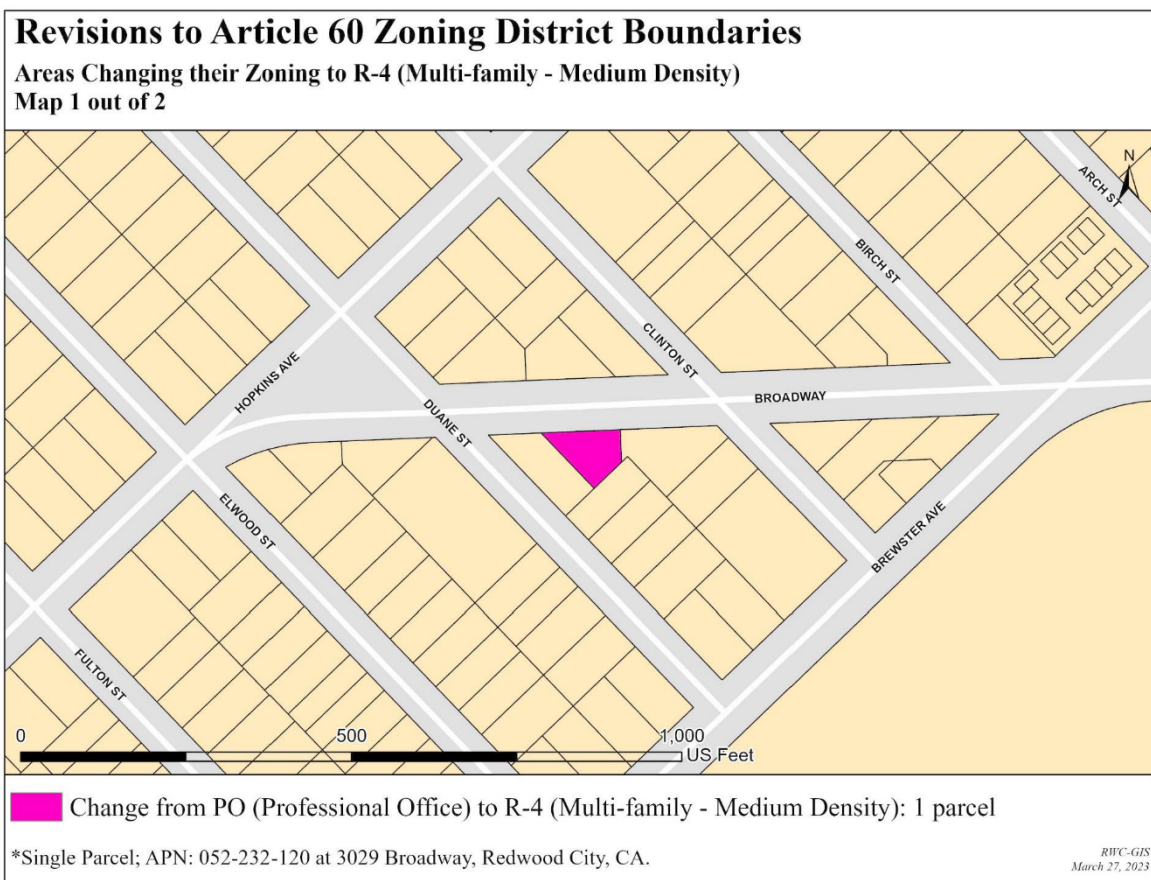 Revisions to Article 60 Zoning District Boundaries
Areas Changing their Zoning to R-4 (Multi-family - Medium Density)
Map 1 out of 2
N
ARCH ST
BIRCH ST
CLINTON ST
HOPKINS AVE
BROADWAY
DUANE ST
ELWOOD ST
BREWSTER AVE
FULTON ST
0 500 1,000
US Feet
Change from PO (Professional Office) to R-4 (Multi-family - Medium Density): 1 parcel
*Single Parcel; APN: 052-232-120 at 3029 Broadway, Redwood City, CA.
RWC-GIS
March 27, 2023